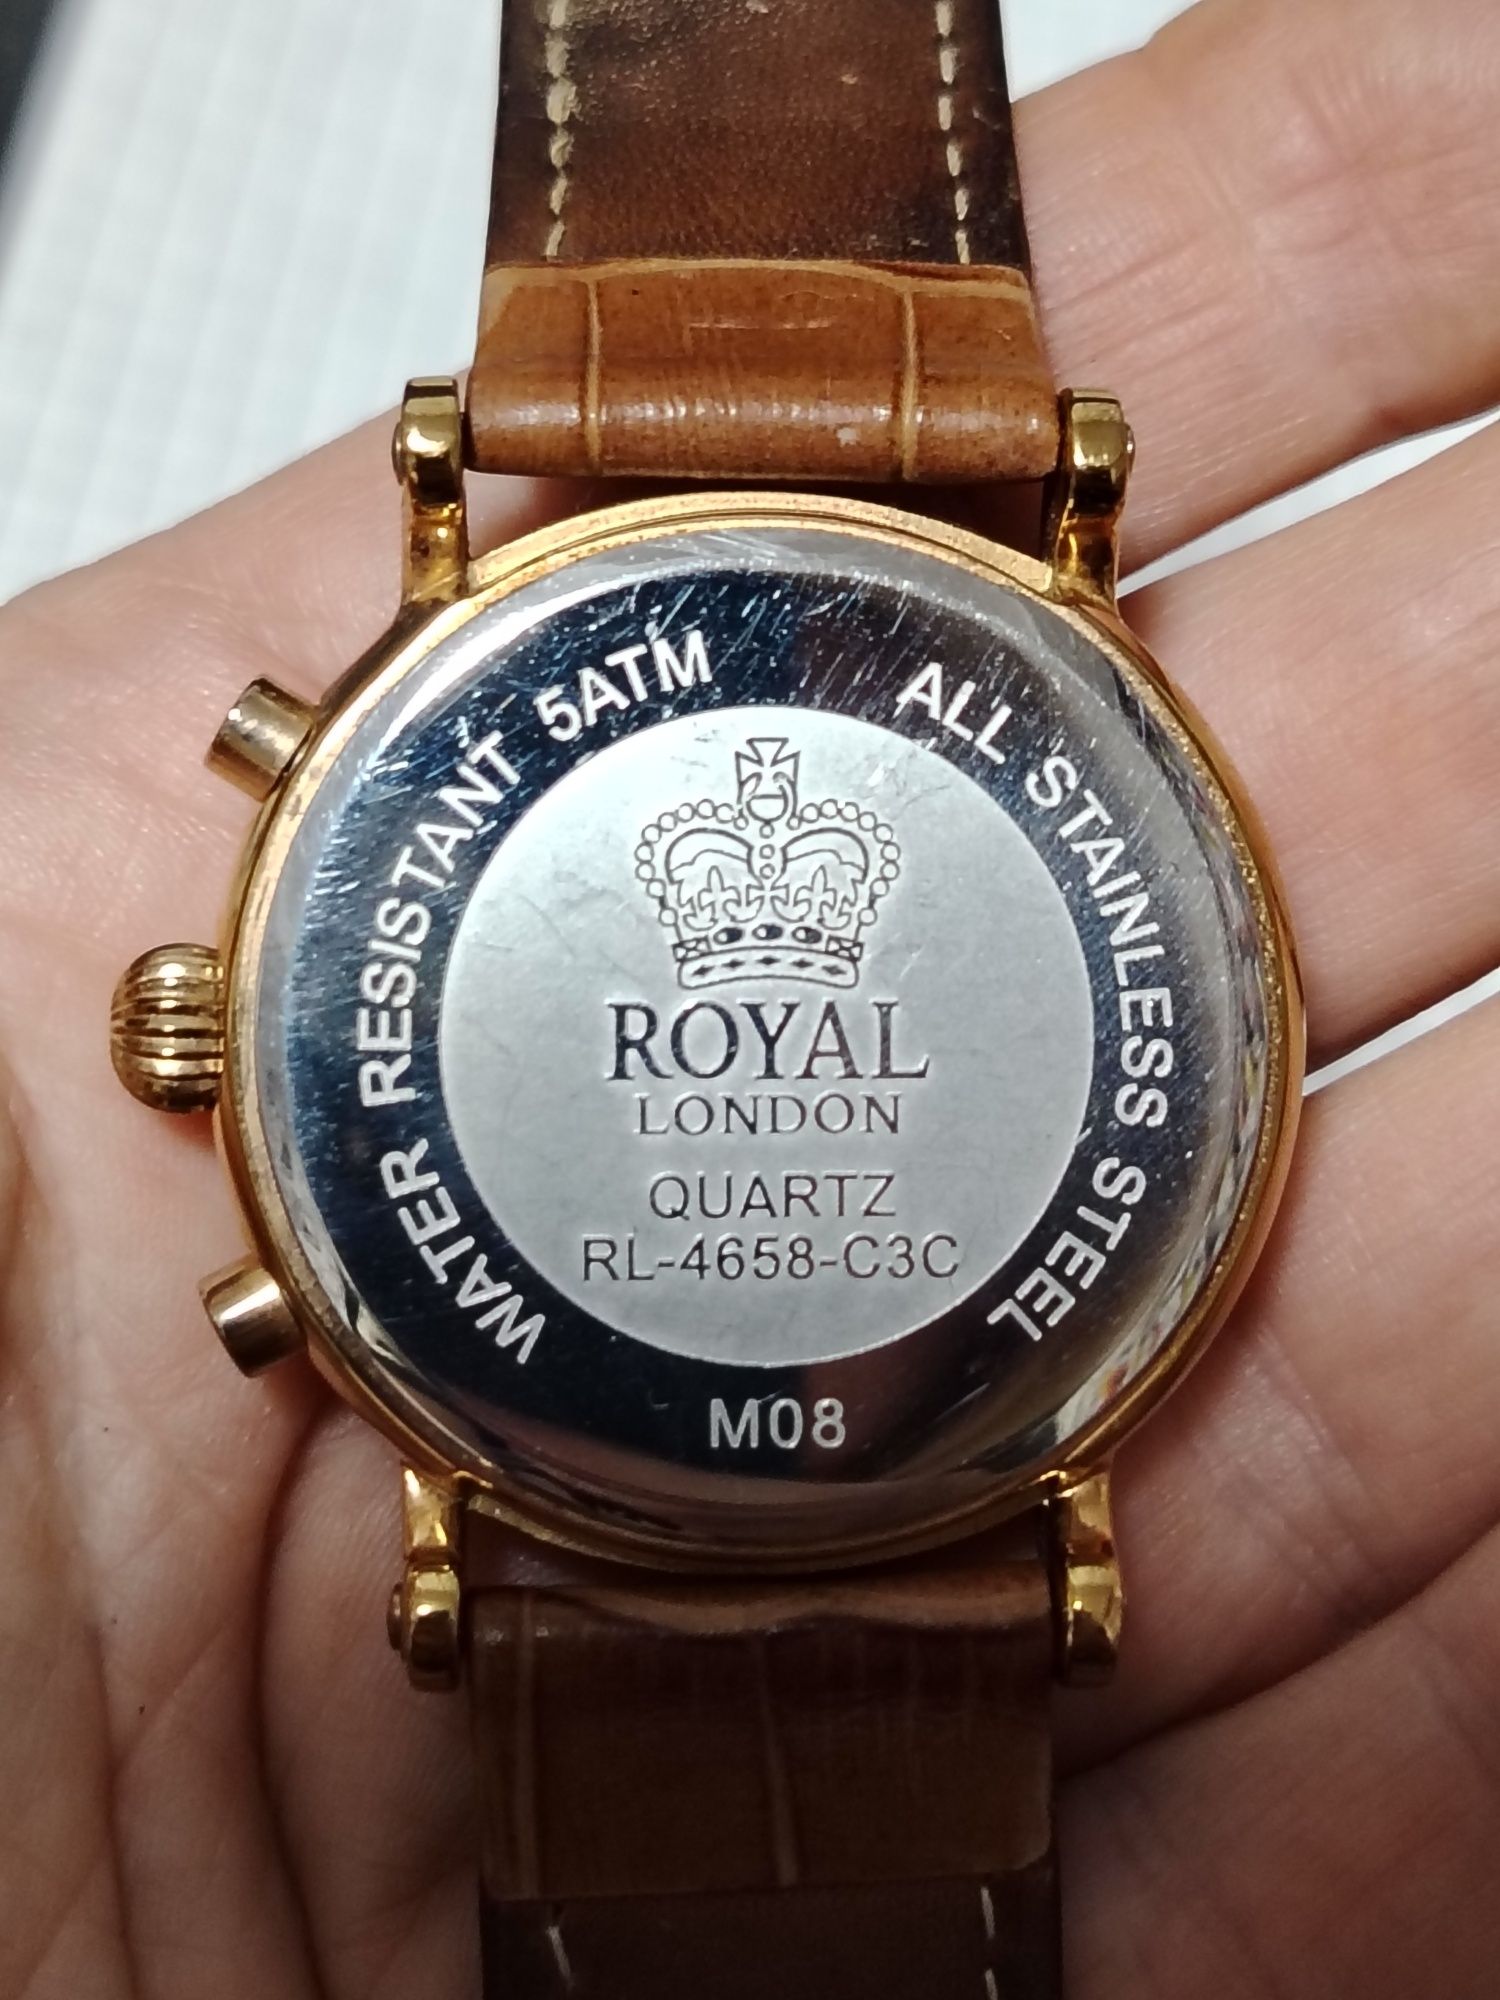 WATER RESISTANT 5ATM
ALL STAINLESS STEEL
ROYAL
LONDON
QUARTZ
RL-4658-C3C
M08